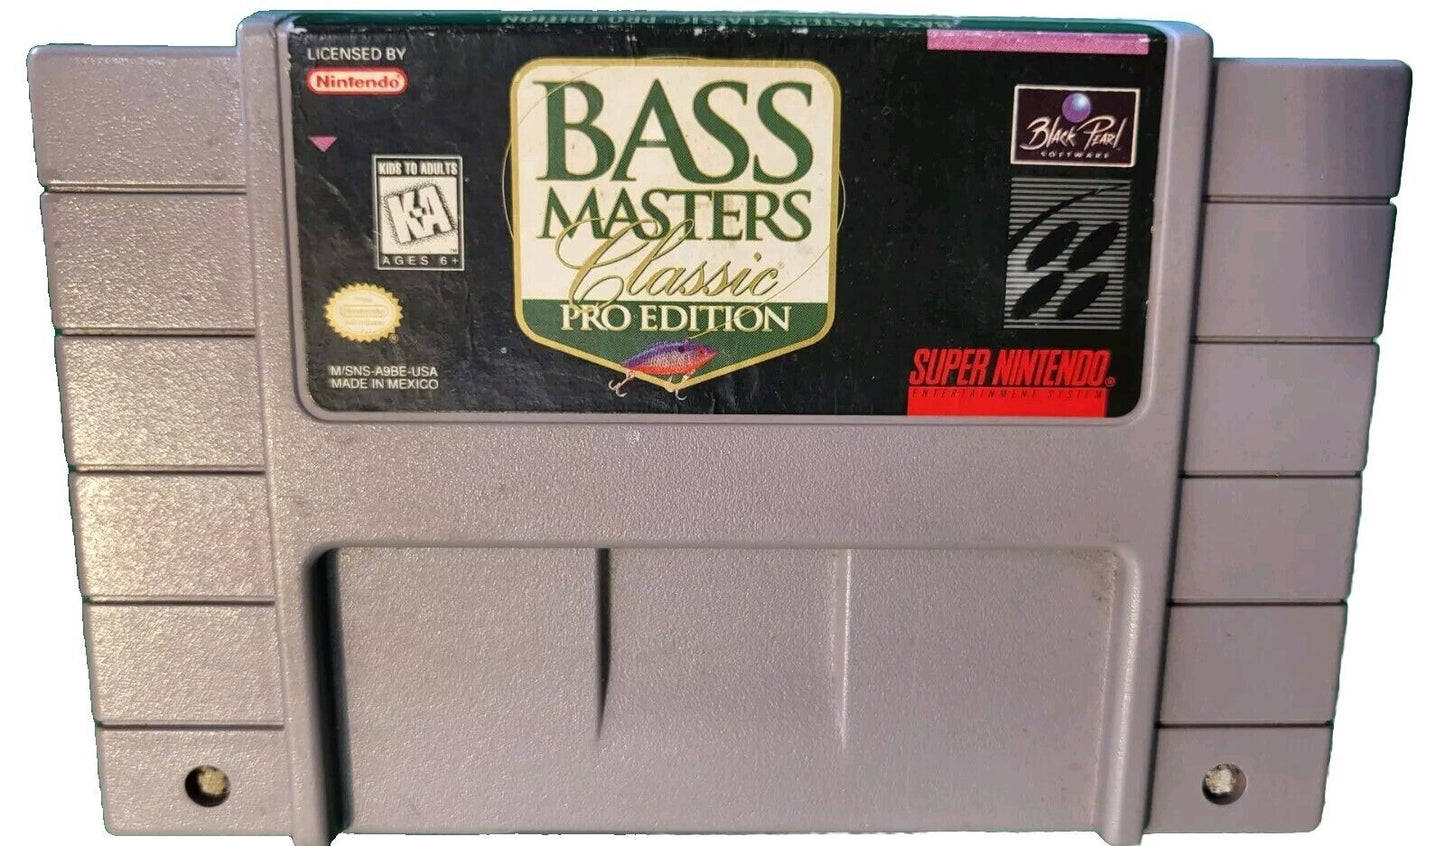 BASS MASTERS CLASSIC PRO EDITION
LICENSED BY
Nintendo
KIDS TO ADULTS
K-A
AGES 6+
Nintendo
M/SNS-A9BE-USA
MADE IN MEXICO
BASS
MASTERS
Classic
PRO EDITION
Black Pearl
SOFTWARE
SUPER NINTENDO®
ENTERTAINMENT SYSTEM